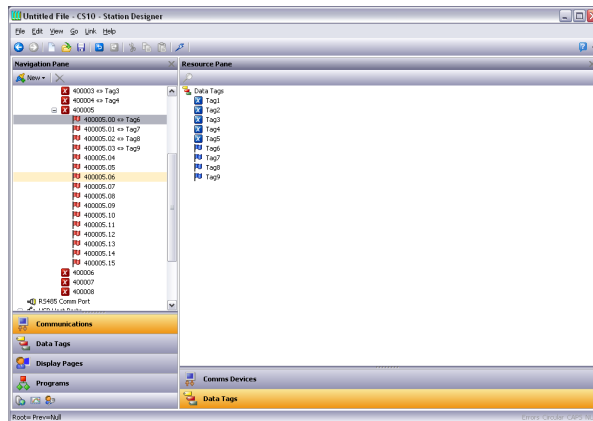 Untitled File - CS10 - Station Designer
File Edit View Go Link Help
Navigation Pane
New
400003 ⇔ Tag3
400004 ⇔ Tag4
400005
400005.00 ⇔ Tag6
400005.01 ⇔ Tag7
400005.02 ⇔ Tag8
400005.03 ⇔ Tag9
400005.04
400005.05
400005.06
400005.07
400005.08
400005.09
400005.10
400005.11
400005.12
400005.13
400005.14
400005.15
400006
400007
400008
RS485 Comm Port
Communications
Data Tags
Display Pages
Programs
Resource Pane
Data Tags
Tag1
Tag2
Tag3
Tag4
Tag5
Tag6
Tag7
Tag8
Tag9
Comms Devices
Data Tags
Root= Prev=Null
Errors Circular CAPS